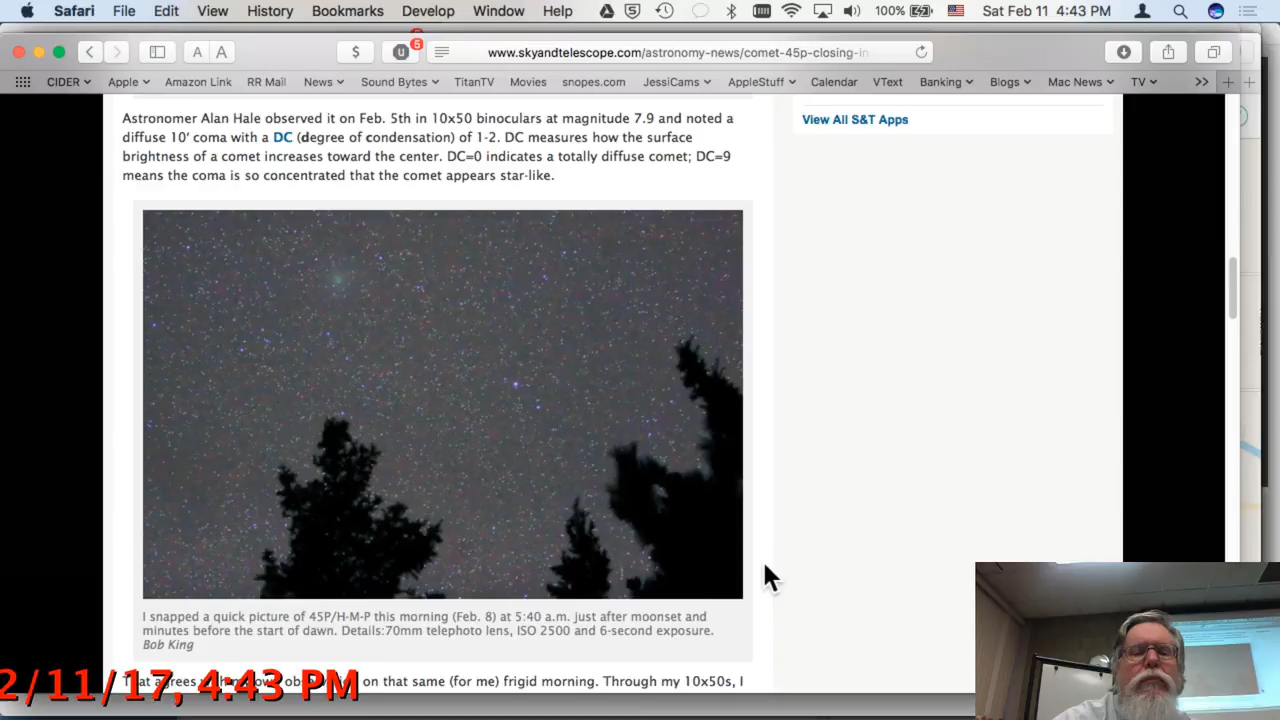 Safari File Edit View History Bookmarks Develop Window Help 100% Sat Feb 11 4:43 PM
A A $ u 5 www.skyandtelescope.com/astronomy-news/comet-45p-closing-in
CIDER Apple Amazon Link RR Mail News Sound Bytes TitanTV Movies snopes.com JessiCams AppleStuff Calendar VText Banking Blogs Mac News TV >> +
Astronomer Alan Hale observed it on Feb. 5th in 10x50 binoculars at magnitude 7.9 and noted a
diffuse 10′ coma with a DC (degree of condensation) of 1-2. DC measures how the surface
brightness of a comet increases toward the center. DC=0 indicates a totally diffuse comet; DC=9
means the coma is so concentrated that the comet appears star-like.
View All S&T Apps
I snapped a quick picture of 45P/H-M-P this morning (Feb. 8) at 5:40 a.m. just after moonset and
minutes before the start of dawn. Details:70mm telephoto lens, ISO 2500 and 6-second exposure.
Bob King
on that same (for me) frigid morning. Through my 10x50s, I
2/11/17, 4:43 PM